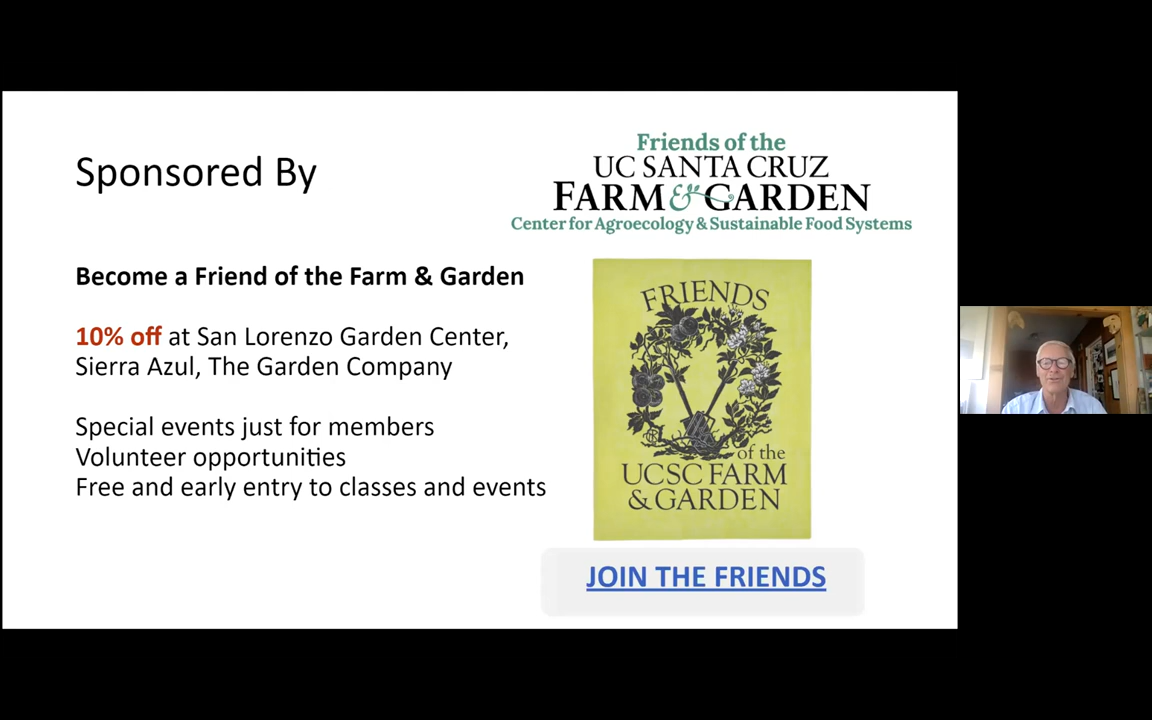 Sponsored By
Friends of the
UC SANTA CRUZ
FARM & GARDEN
Center for Agroecology & Sustainable Food Systems
Become a Friend of the Farm & Garden
10% off at San Lorenzo Garden Center,
Sierra Azul, The Garden Company
Special events just for members
Volunteer opportunities
Free and early entry to classes and events
FRIENDS
of the
UCSC FARM
& GARDEN
JOIN THE FRIENDS